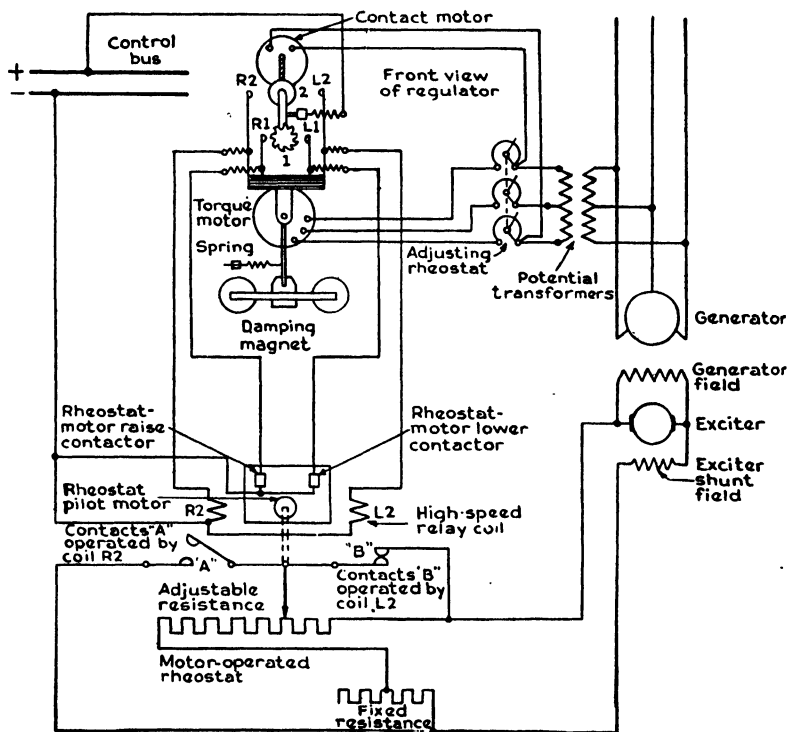 Contact motor
Control
bus
+
−
Front view
of regulator
R2
L2
2
R1
L1
1
Torque
motor
Spring
Damping
magnet
Adjusting
rheostat
Potential
transformers
Generator
Generator
field
Exciter
Exciter
shunt
field
Rheostat-
motor raise
contactor
Rheostat-
motor lower
contactor
Rheostat
pilot motor
R2
L2
High-speed
relay coil
Contacts "A"
operated by
coil R2
"A"
"B"
Contacts "B"
operated by
coil L2
Adjustable
resistance
Motor-operated
rheostat
Fixed
resistance